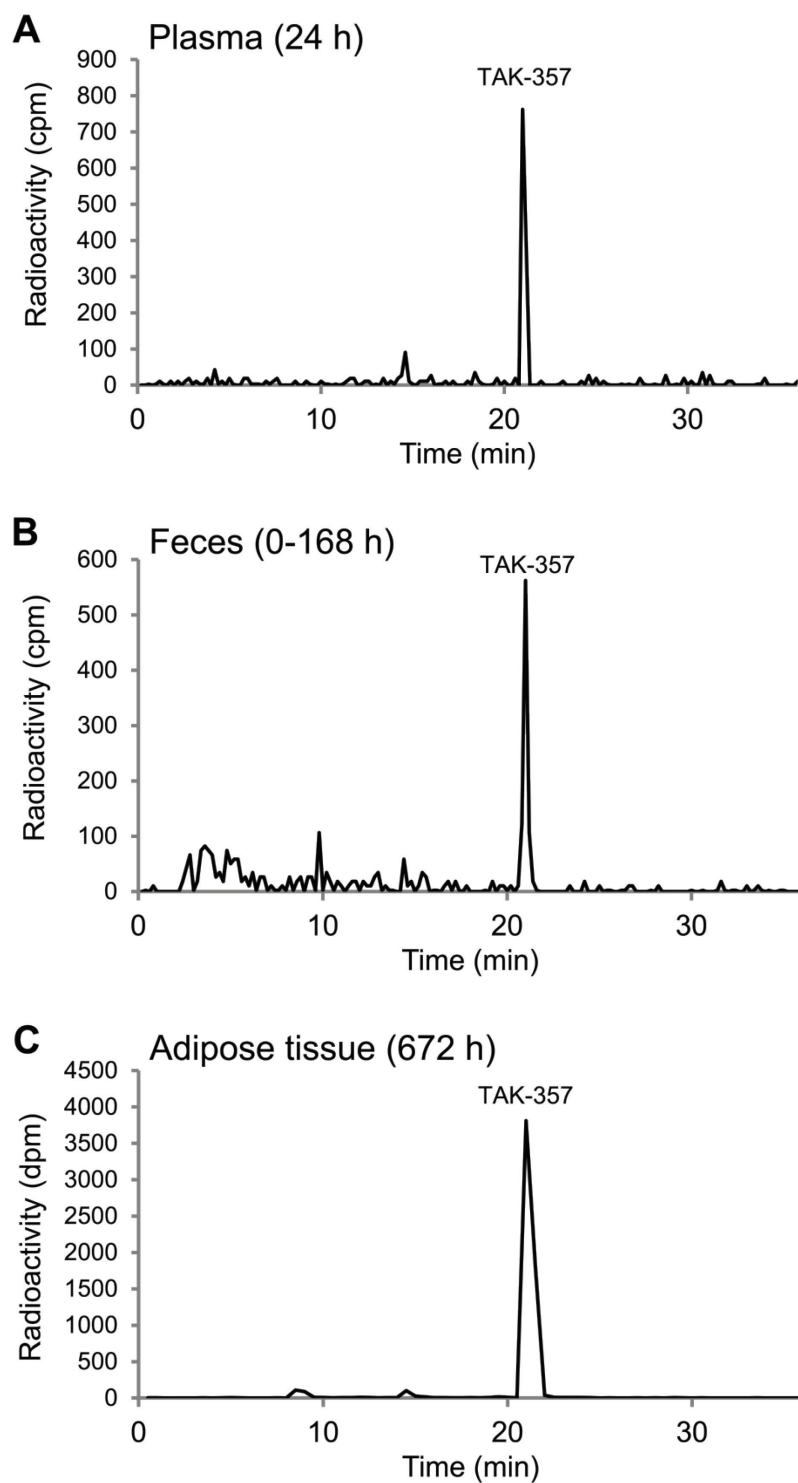 A
Plasma (24 h)
TAK-357
Radioactivity (cpm)
900
800
700
600
500
400
300
200
100
0
0 10 20 30
Time (min)
B
Feces (0-168 h)
TAK-357
Radioactivity (cpm)
600
500
400
300
200
100
0
0 10 20 30
Time (min)
C
Adipose tissue (672 h)
TAK-357
Radioactivity (dpm)
4500
4000
3500
3000
2500
2000
1500
1000
500
0
0 10 20 30
Time (min)